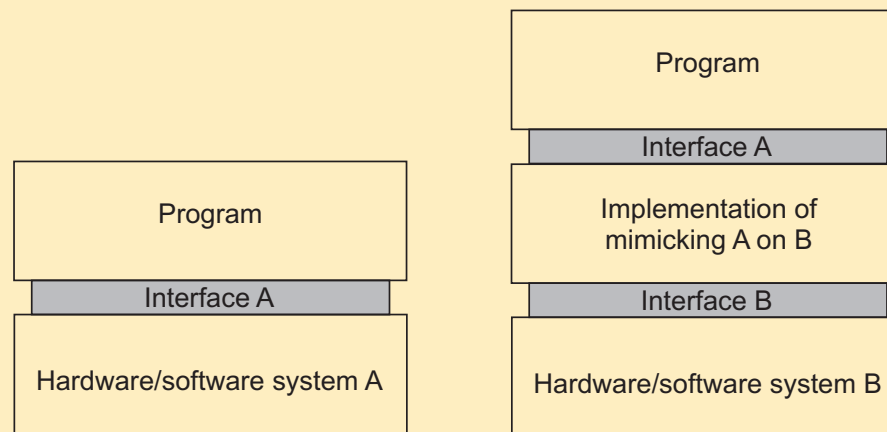 Program
Interface A
Hardware/software system A
Program
Interface A
Implementation of
mimicking A on B
Interface B
Hardware/software system B